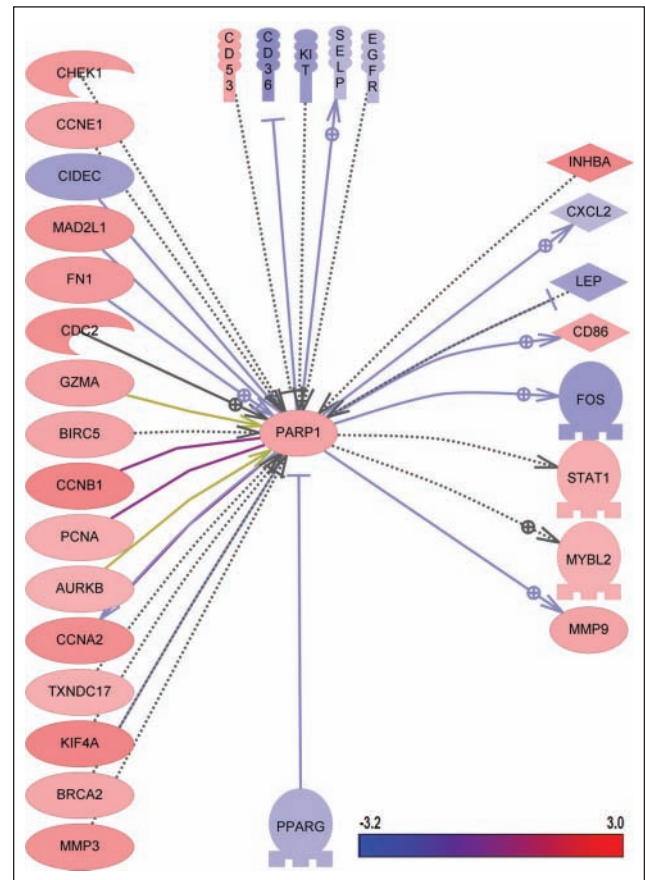 CD53
CD36
KIT
SELP
EGFR
CHEK1
CCNE1
CIDEC
MAD2L1
FN1
CDC2
GZMA
BIRC5
CCNB1
PCNA
AURKB
CCNA2
TXNDC17
KIF4A
BRCA2
MMP3
PARP1
INHBA
CXCL2
LEP
CD86
FOS
STAT1
MYBL2
MMP9
PPARG
-3.2 3.0